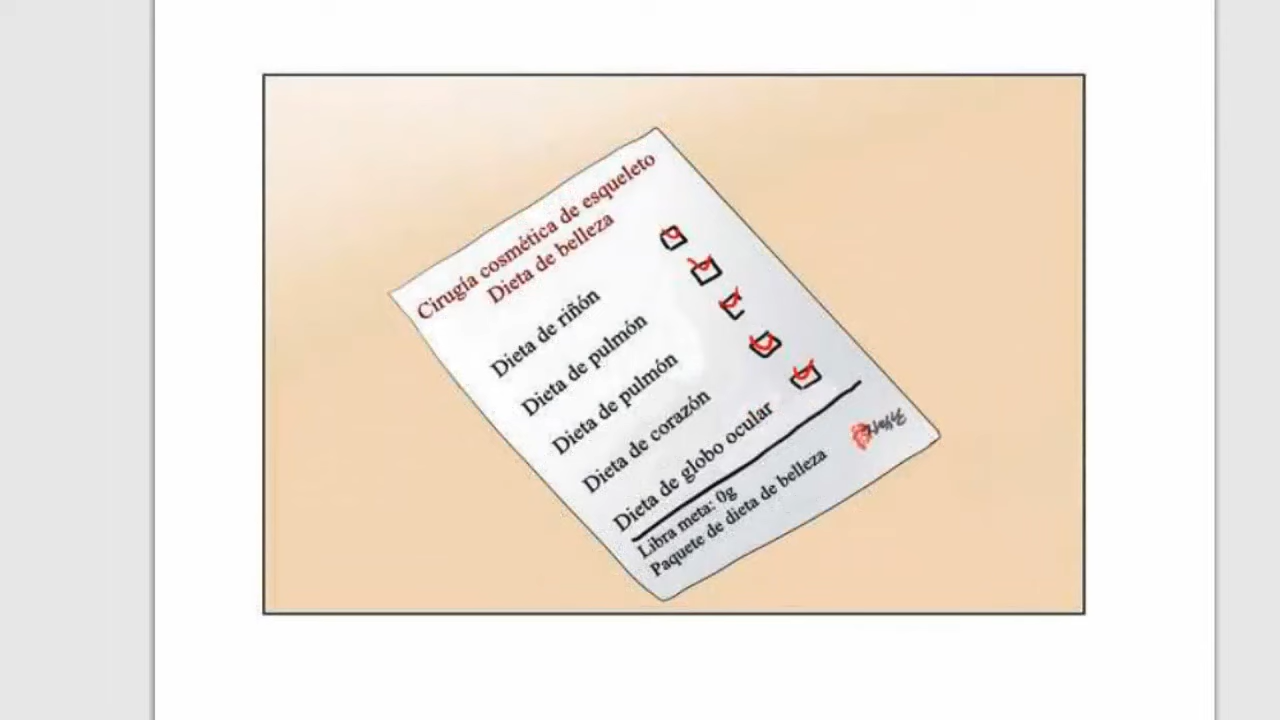 Cirugía cosmética de esqueleto
Dieta de belleza
Dieta de riñón
Dieta de pulmón
Dieta de pulmón
Dieta de corazón
Dieta de globo ocular
Libra meta: 0g
Paquete de dieta de belleza